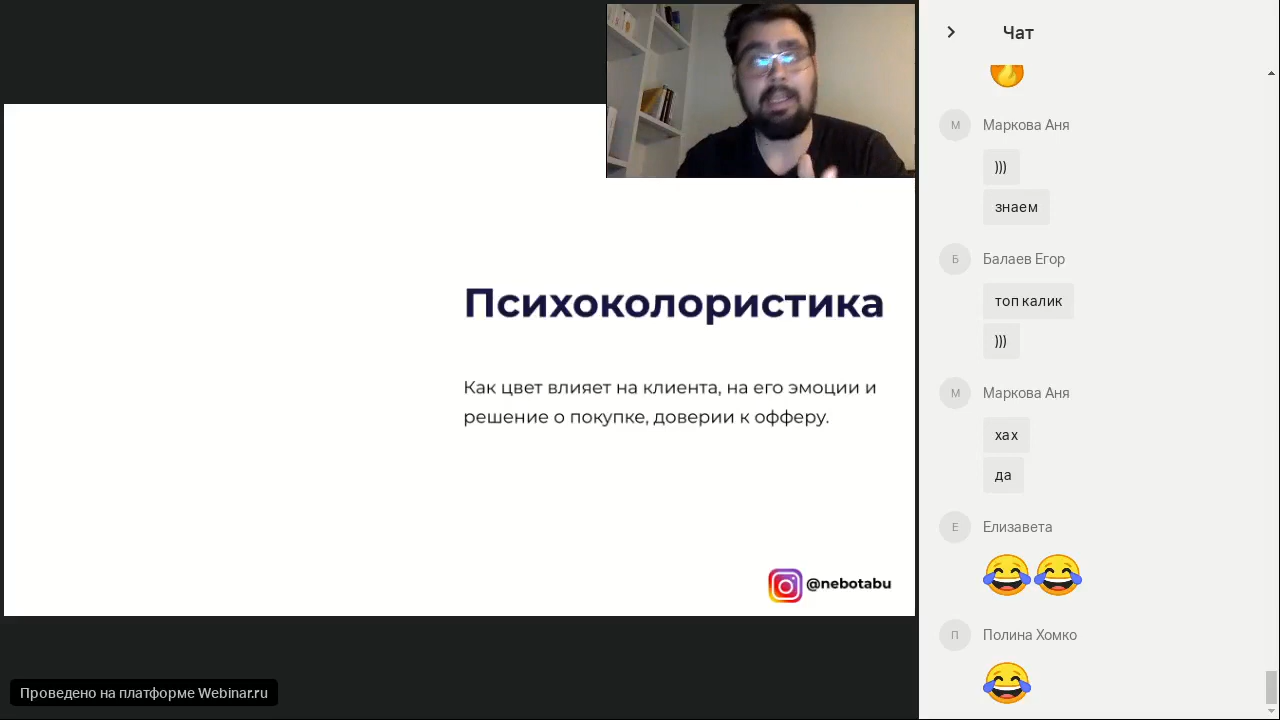 Психоколористика
Как цвет влияет на клиента, на его эмоции и
решение о покупке, доверии к офферу.
@nebotabu
Проведено на платформе Webinar.ru
Чат
М
Маркова Аня
)))
знаем
Б
Балаев Егор
топ калик
)))
М
Маркова Аня
хах
да
Е
Елизавета
П
Полина Хомко